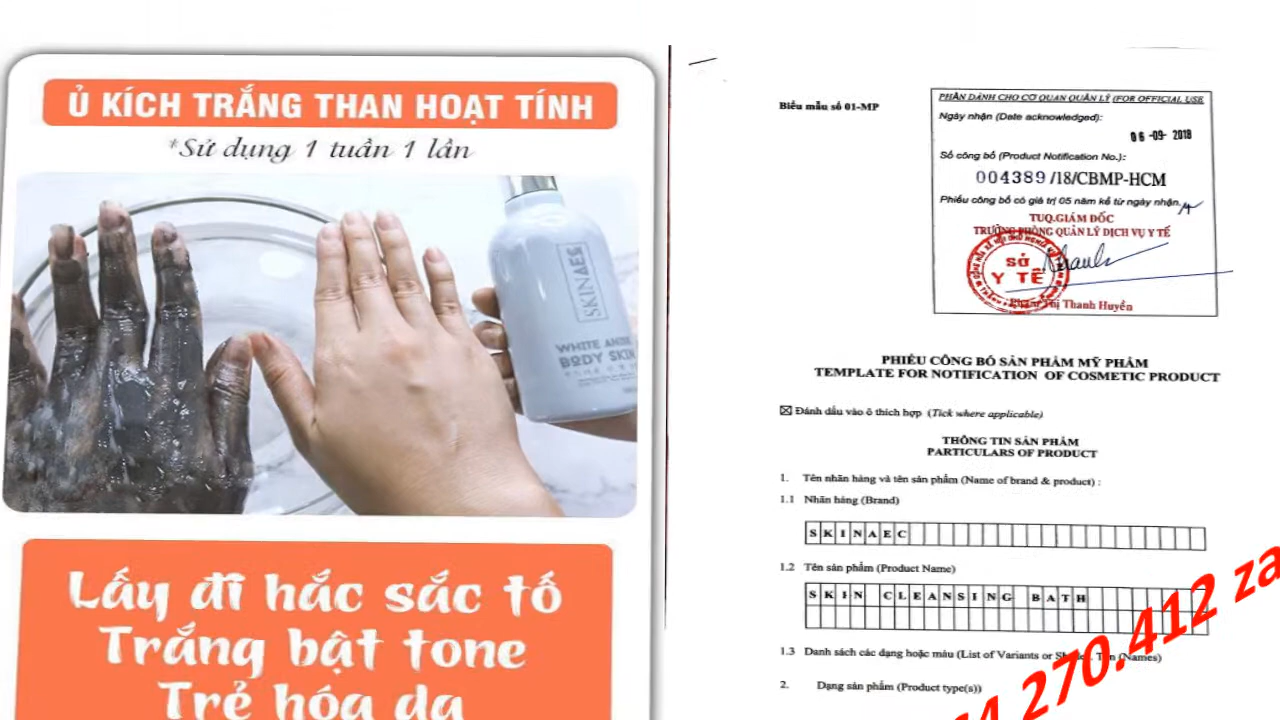 Ủ KÍCH TRẮNG THAN HOẠT TÍNH
*Sử dụng 1 tuần 1 lần
SKINAEC
WHITE
BODY SKIN
Lấy đi hắc sắc tố
Trắng bật tone
Trẻ hóa da
Biểu mẫu số 01-MP
PHẦN DÀNH CHO CƠ QUAN QUẢN LÝ (FOR OFFICIAL USE
Ngày nhận (Date acknowledged):
06-09-2018
Số công bố (Product Notification No.):
004389/18/CBMP-HCM
Phiếu công bố có giá trị 05 năm kể từ ngày nhận.
TUQ.GIÁM ĐỐC
TRƯỞNG PHÒNG QUẢN LÝ DỊCH VỤ Y TẾ
SỞ
Y TẾ
Phạm Thị Thanh Huyền
PHIẾU CÔNG BỐ SẢN PHẨM MỸ PHẨM
TEMPLATE FOR NOTIFICATION OF COSMETIC PRODUCT
Đánh dấu vào ô thích hợp (Tick where applicable)
THÔNG TIN SẢN PHẨM
PARTICULARS OF PRODUCT
1. Tên nhãn hàng và tên sản phẩm (Name of brand & product) :
1.1 Nhãn hàng (Brand)
SKINAEC
1.2 Tên sản phẩm (Product Name)
SKIN CLEANSING BATH
1.3 Danh sách các dạng hoặc màu (List of Variants or (Names)
2. Dạng sản phẩm (Product type(s))
270.412 za